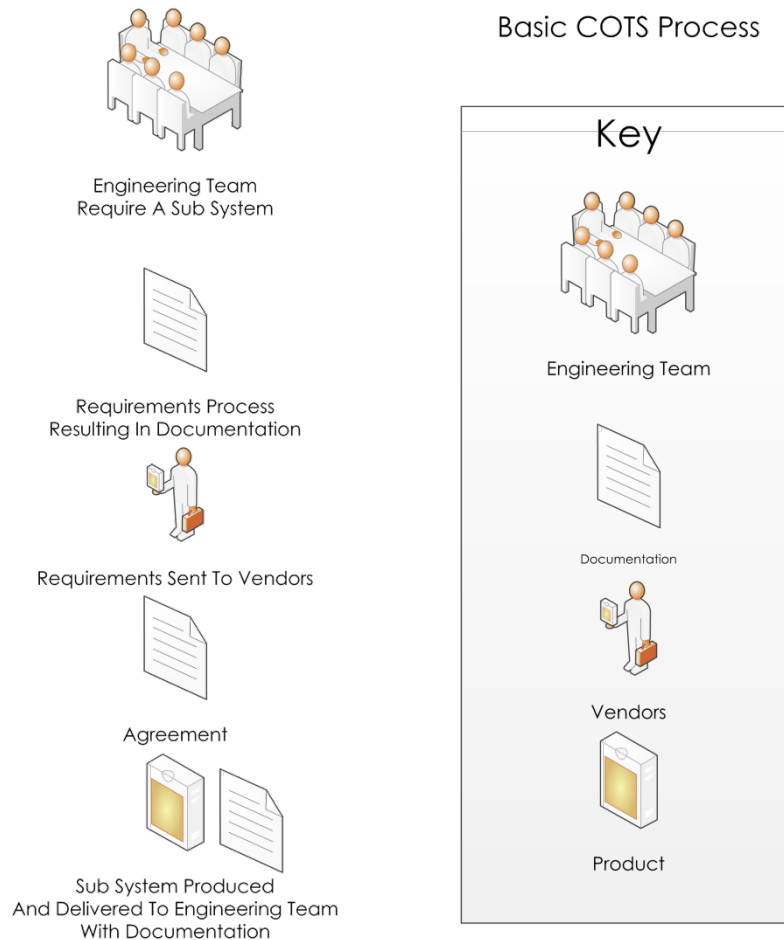 Basic COTS Process
Engineering Team
Require A Sub System
Requirements Process
Resulting In Documentation
Requirements Sent To Vendors
Agreement
Sub System Produced
And Delivered To Engineering Team
With Documentation
Key
Engineering Team
Documentation
Vendors
Product